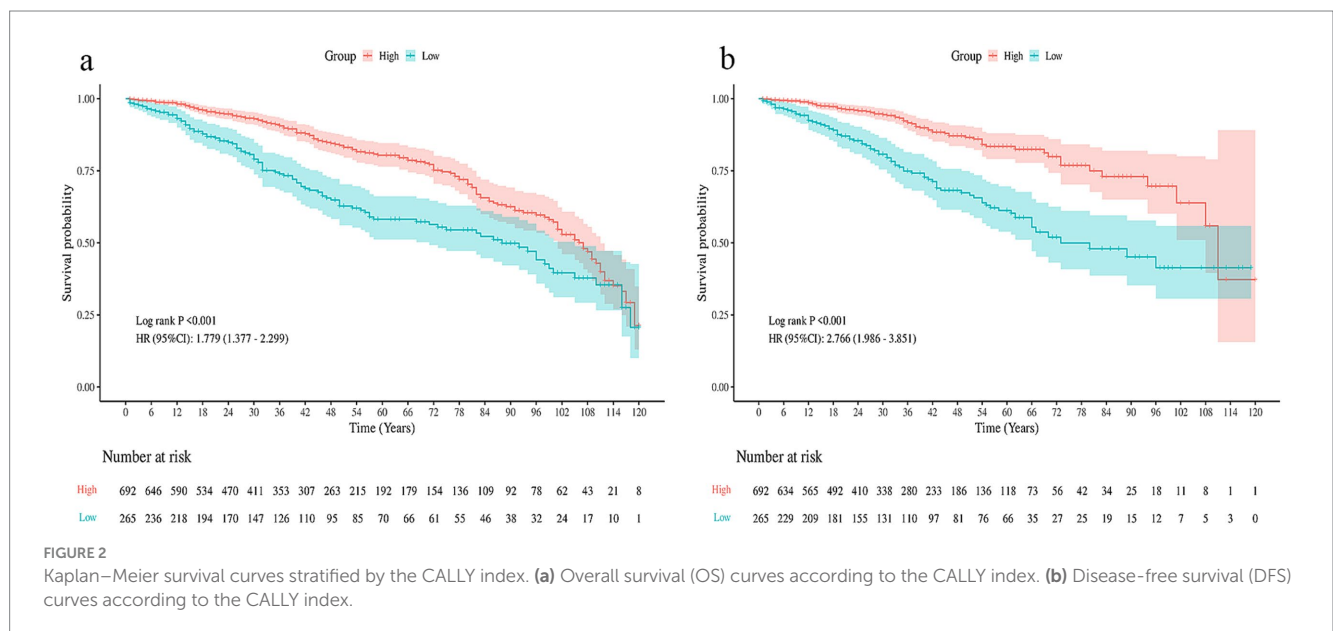 a
Group High Low
1.00
0.75
0.50
0.25
0.00
Survival probability
Log rank P <0.001
HR (95%CI): 1.779 (1.377 - 2.299)
0 6 12 18 24 30 36 42 48 54 60 66 72 78 84 90 96 102 108 114 120
Time (Years)
Number at risk
High 692 646 590 534 470 411 353 307 263 215 192 179 154 136 109 92 78 62 43 21 8
Low 265 236 218 194 170 147 126 110 95 85 70 66 61 55 46 38 32 24 17 10 1
b
Group High Low
1.00
0.75
0.50
0.25
0.00
Survival probability
Log rank P <0.001
HR (95%CI): 2.766 (1.986 - 3.851)
0 6 12 18 24 30 36 42 48 54 60 66 72 78 84 90 96 102 108 114 120
Time (Years)
Number at risk
High 692 634 565 492 410 338 280 233 186 136 118 73 56 42 34 25 18 11 8 1 1
Low 265 229 209 181 155 131 110 97 81 76 66 35 27 25 19 15 12 7 5 3 0
FIGURE 2
Kaplan–Meier survival curves stratified by the CALLY index. (a) Overall survival (OS) curves according to the CALLY index. (b) Disease-free survival (DFS)
curves according to the CALLY index.